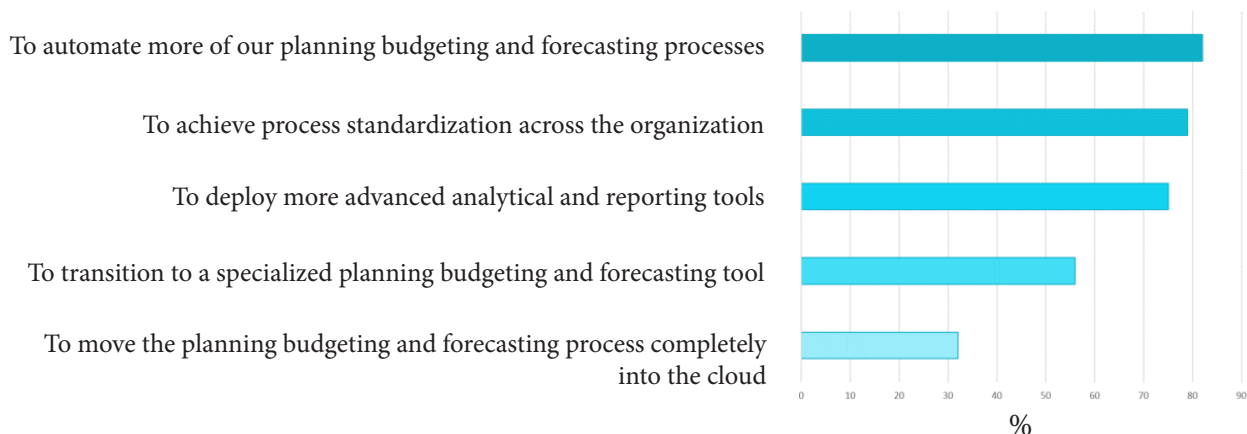 To automate more of our planning budgeting and forecasting processes
To achieve process standardization across the organization
To deploy more advanced analytical and reporting tools
To transition to a specialized planning budgeting and forecasting tool
To move the planning budgeting and forecasting process completely
into the cloud
0 10 20 30 40 50 60 70 80 90
%